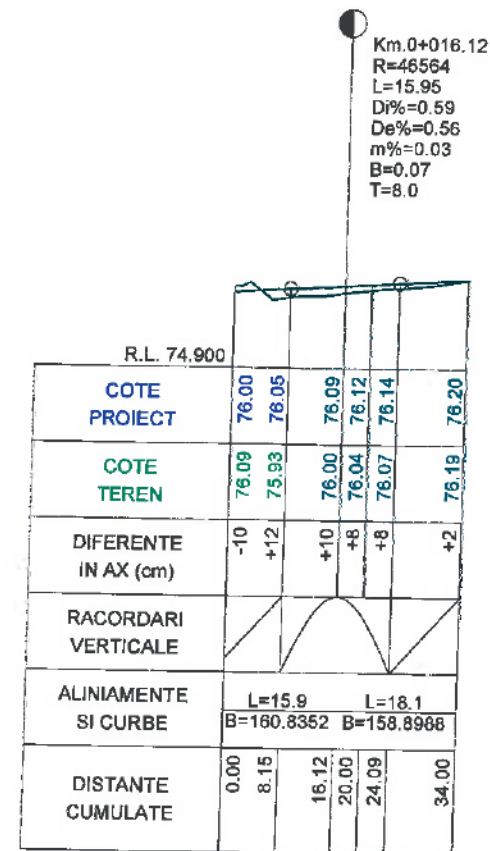 Km.0+016.12
R=46564
L=15.95
Di%=0.59
De%=0.56
m%=0.03
B=0.07
T=8.0
R.L. 74.900
COTE
PROIECT
76.00 76.05 76.09 76.12 76.14 76.20
COTE
TEREN
76.09 75.93 76.00 76.04 76.07 76.19
DIFERENTE
IN AX (cm)
-10 +12 +10 +8 +8 +2
RACORDARI
VERTICALE
ALINIAMENTE
SI CURBE
L=15.9 L=18.1
B=160.8352 B=158.8988
DISTANTE
CUMULATE
0.00 8.15 16.12 20.00 24.09 34.00